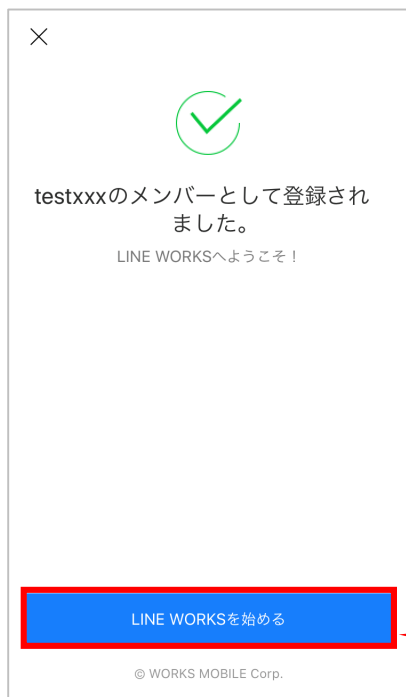 testxxxのメンバーとして登録され
ました。
LINE WORKSへようこそ！
LINE WORKSを始める
© WORKS MOBILE Corp.